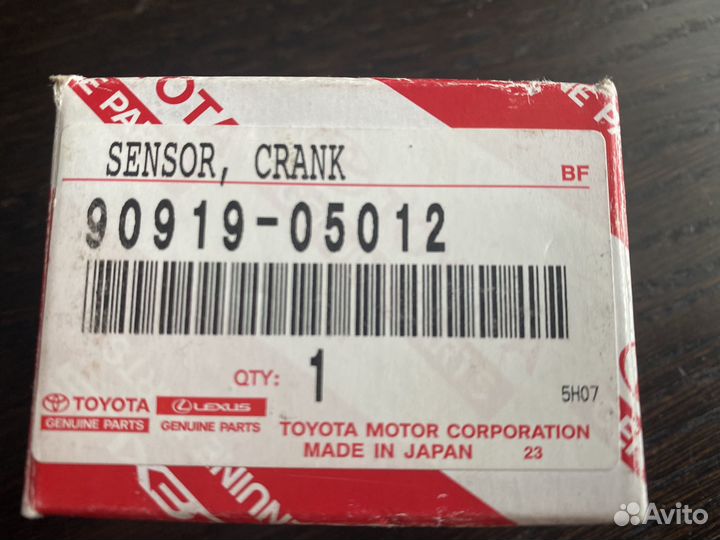 SENSOR, CRANK
BF
90919-05012
QTY: 1
5H07
TOYOTA
GENUINE PARTS
LEXUS
GENUINE PARTS
TOYOTA MOTOR CORPORATION
MADE IN JAPAN 23
Avito